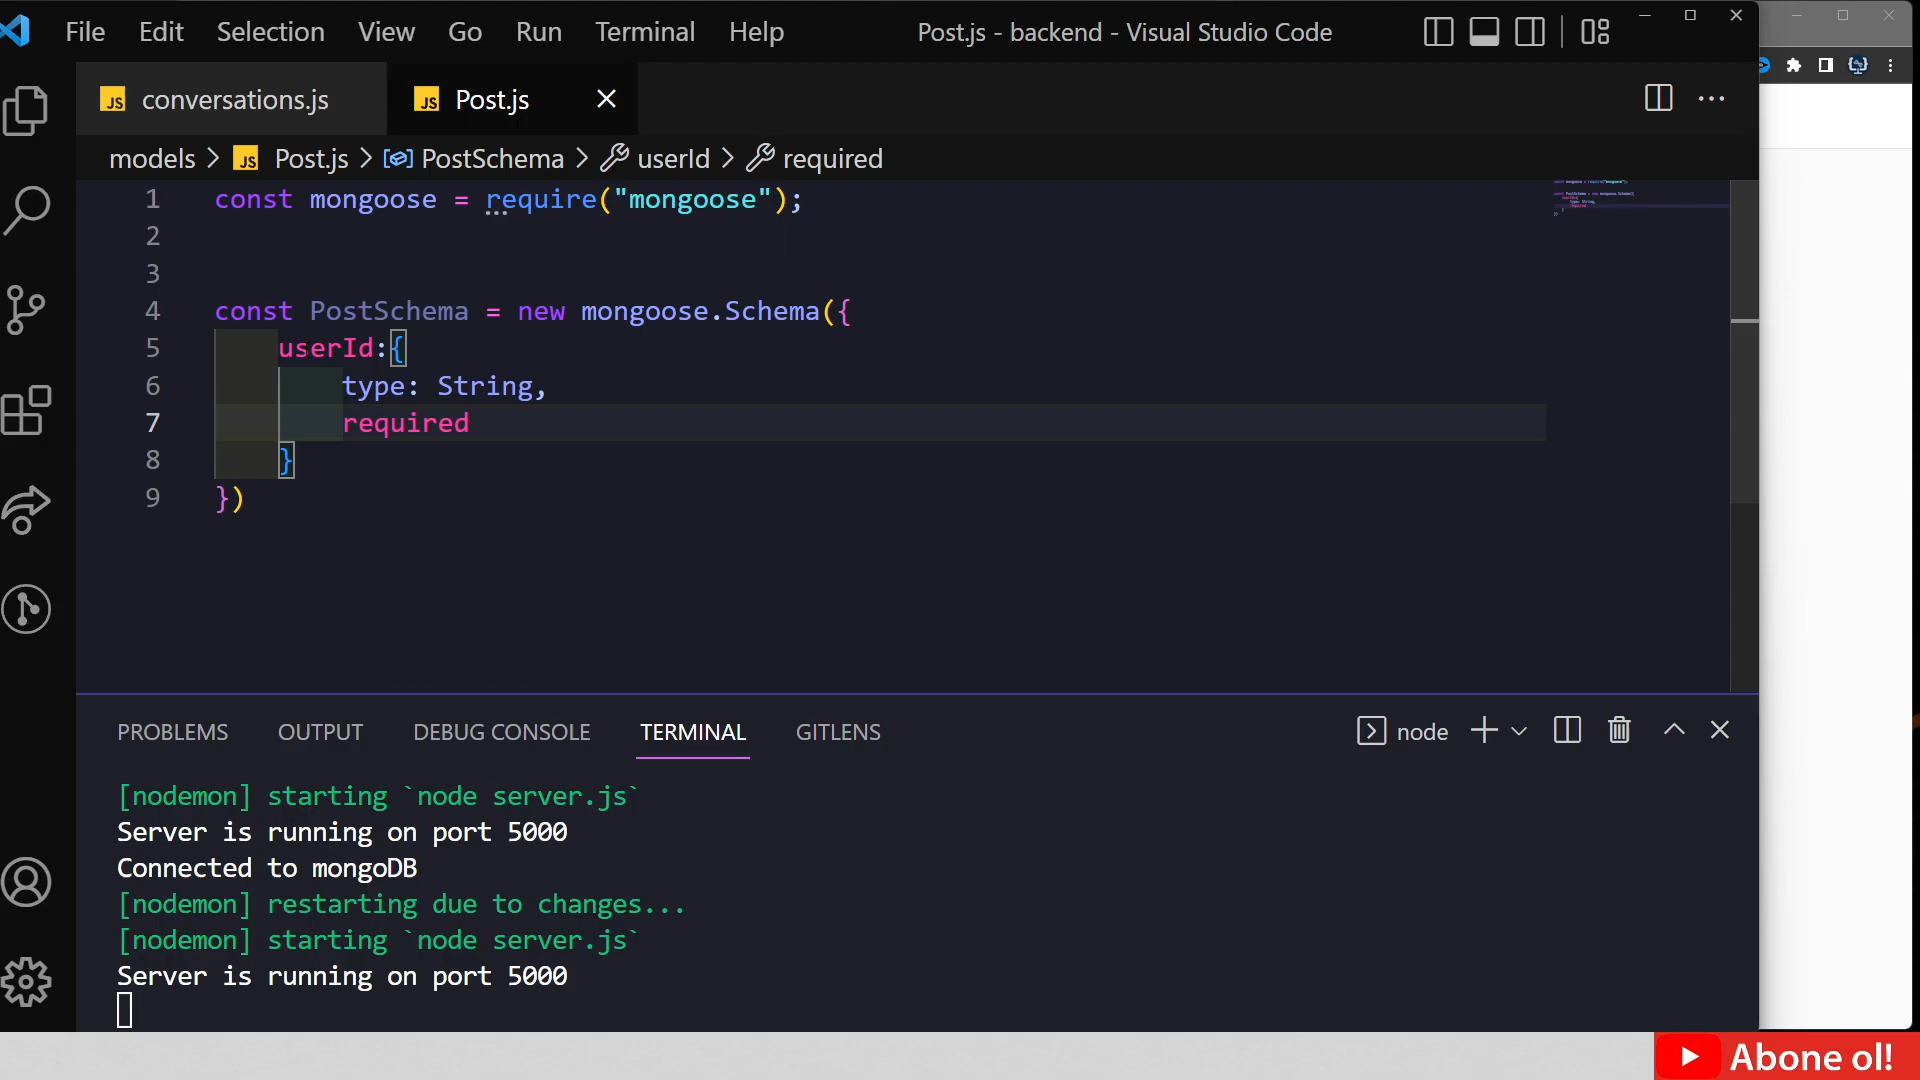 File Edit Selection View Go Run Terminal Help Post.js - backend - Visual Studio Code
JS conversations.js JS Post.js
models > JS Post.js > PostSchema > userId > required
1 const mongoose = require("mongoose");
2
3
4 const PostSchema = new mongoose.Schema({
5 userId:{
6 type: String,
7 required
8 }
9 })
PROBLEMS OUTPUT DEBUG CONSOLE TERMINAL GITLENS node
[nodemon] starting `node server.js`
Server is running on port 5000
Connected to mongoDB
[nodemon] restarting due to changes...
[nodemon] starting `node server.js`
Server is running on port 5000
Abone ol!